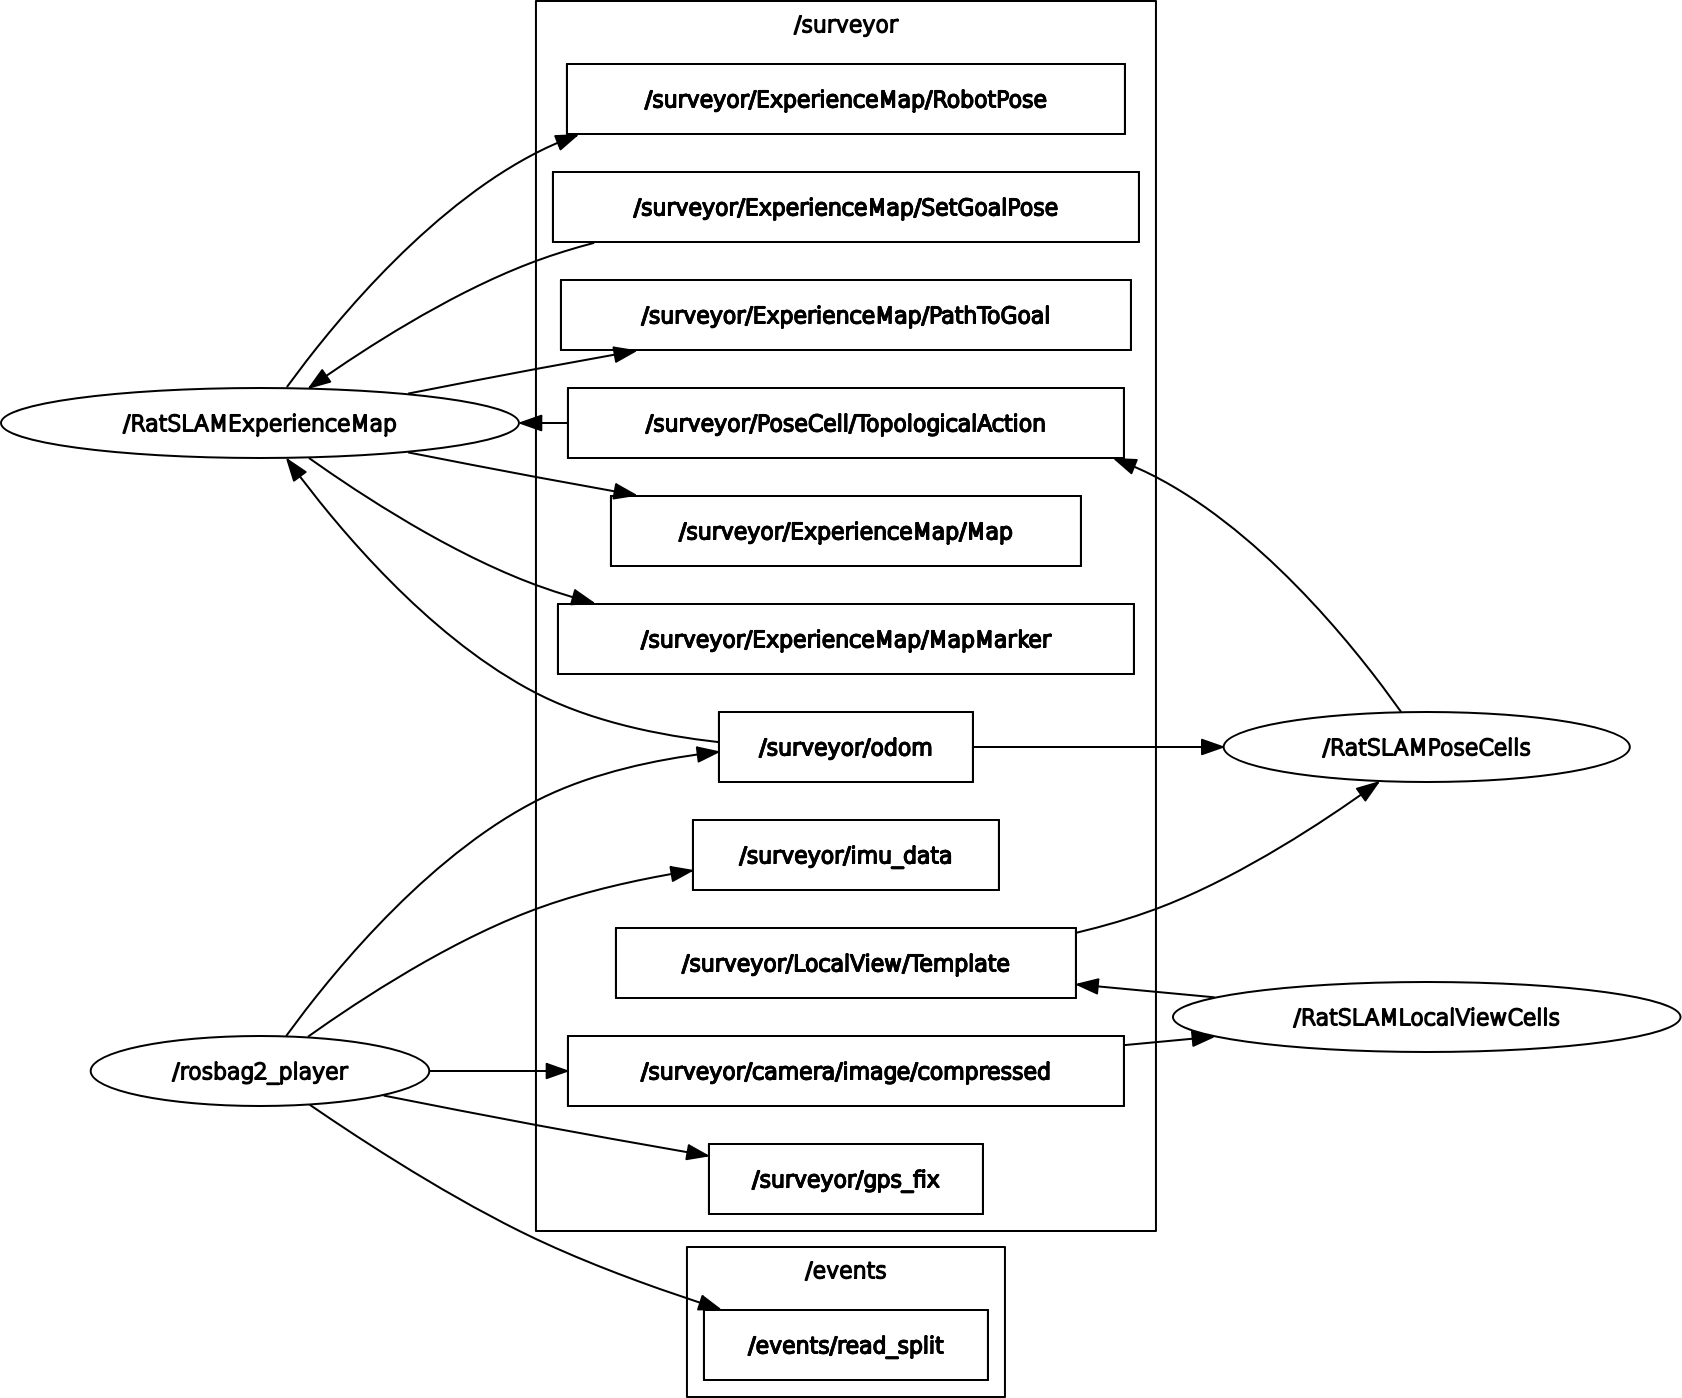 /surveyor
/surveyor/ExperienceMap/RobotPose
/surveyor/ExperienceMap/SetGoalPose
/surveyor/ExperienceMap/PathToGoal
/RatSLAMExperienceMap
/surveyor/PoseCell/TopologicalAction
/surveyor/ExperienceMap/Map
/surveyor/ExperienceMap/MapMarker
/surveyor/odom
/RatSLAMPoseCells
/surveyor/imu_data
/surveyor/LocalView/Template
/RatSLAMLocalViewCells
/rosbag2_player
/surveyor/camera/image/compressed
/surveyor/gps_fix
/events
/events/read_split